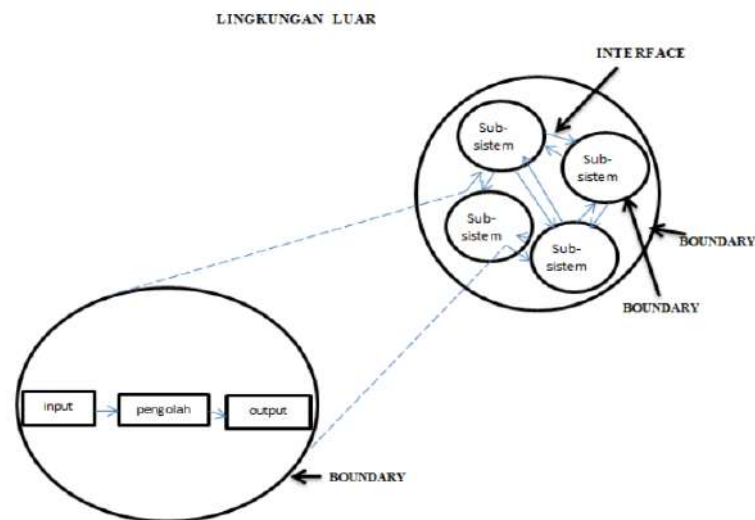 LINGKUNGAN LUAR
INTERFACE
Sub-
sistem
Sub-
sistem
Sub-
sistem
Sub-
sistem
BOUNDARY
BOUNDARY
input
pengolah
output
BOUNDARY